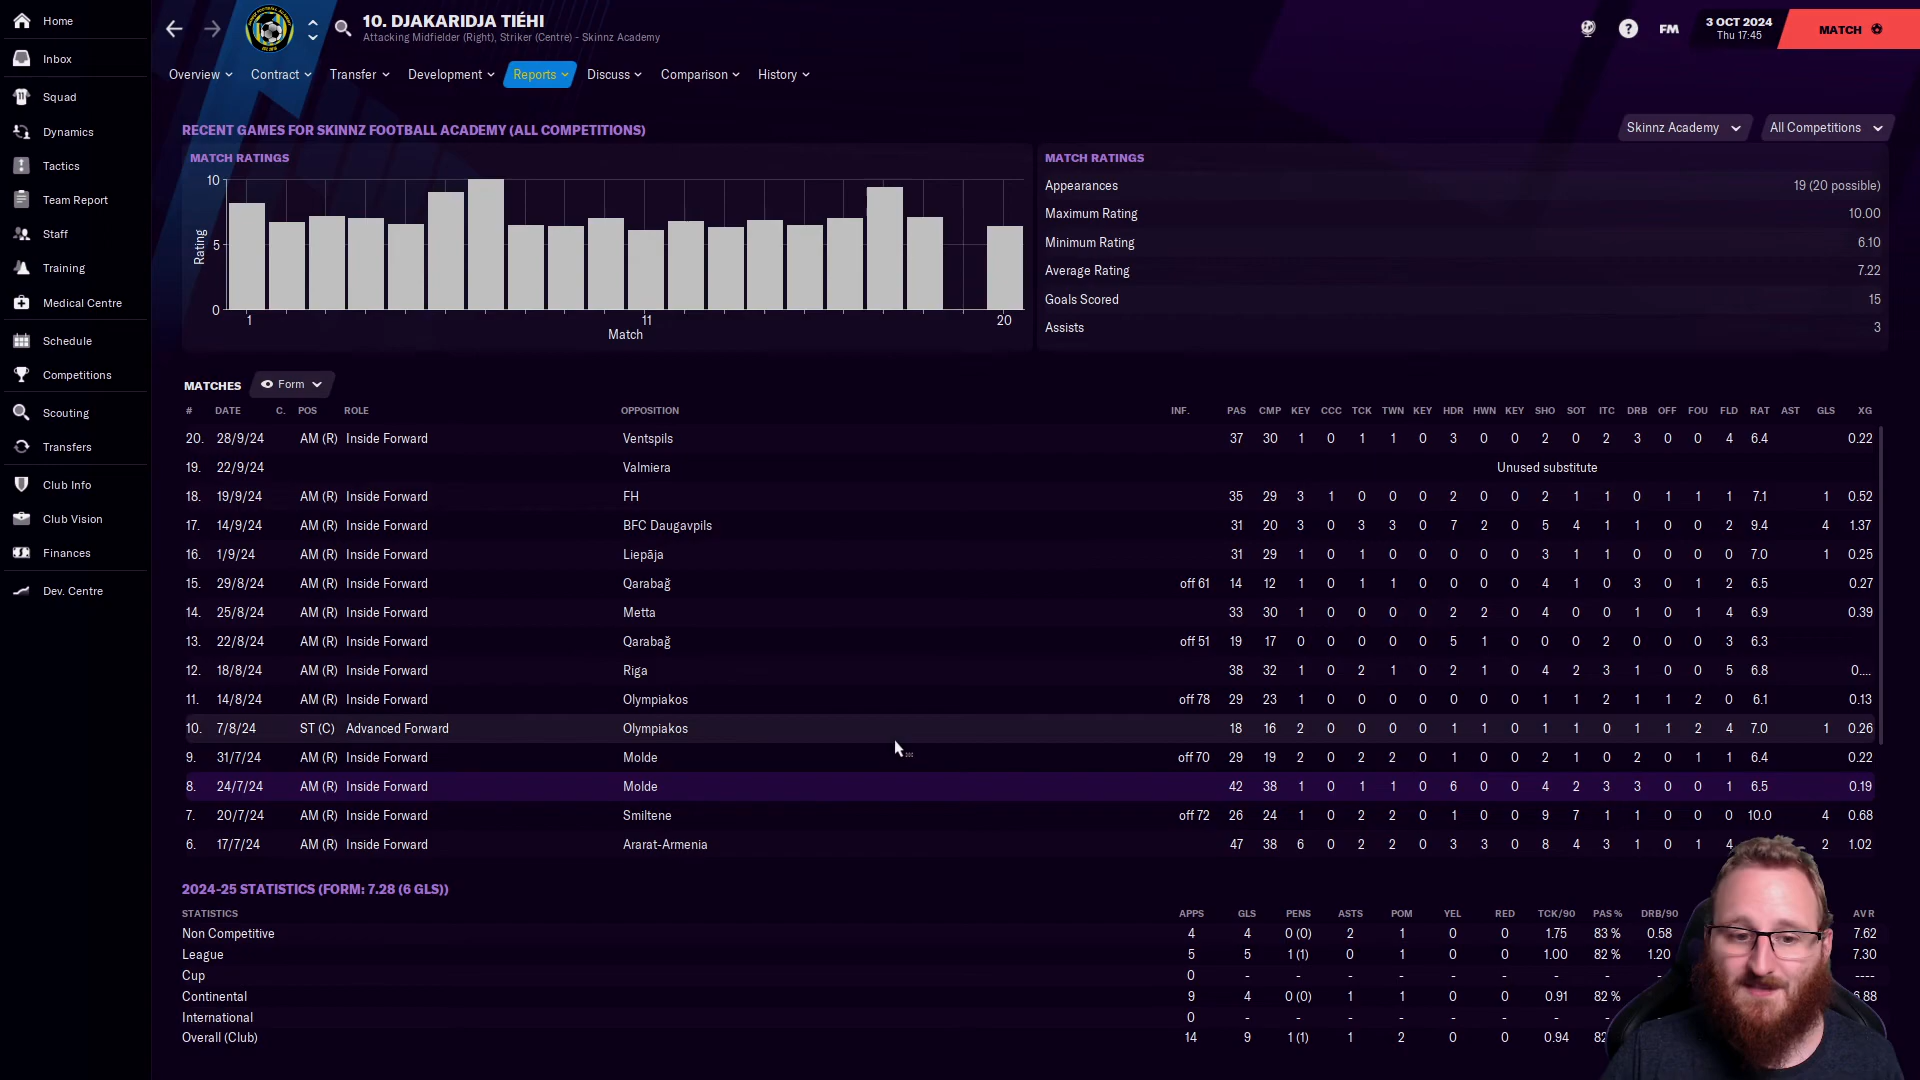 Home
Inbox
Squad
Dynamics
Tactics
Team Report
Staff
Training
Medical Centre
Schedule
Competitions
Scouting
Transfers
Club Info
Club Vision
Finances
Dev. Centre
10. DJAKARIDJA TIÉHI
Attacking Midfielder (Right), Striker (Centre) - Skinnz Academy
FM
3 OCT 2024
Thu 17:45
MATCH
Overview Contract Transfer Development Reports Discuss Comparison History
RECENT GAMES FOR SKINNZ FOOTBALL ACADEMY (ALL COMPETITIONS)
Skinnz Academy All Competitions
MATCH RATINGS
10
5
0
Rating
1 11 20
Match
MATCH RATINGS
Appearances 19 (20 possible)
Maximum Rating 10.00
Minimum Rating 6.10
Average Rating 7.22
Goals Scored 15
Assists 3
MATCHES Form
# DATE C. POS ROLE OPPOSITION INF. PAS CMP KEY CCC TCK TWN KEY HDR HWN KEY SHO SOT ITC DRB OFF FOU FLD RAT AST GLS XG
20. 28/9/24 AM (R) Inside Forward Ventspils 37 30 1 0 1 1 0 3 0 0 2 0 2 3 0 0 4 6.4 0.22
19. 22/9/24 Valmiera Unused substitute
18. 19/9/24 AM (R) Inside Forward FH 35 29 3 1 0 0 0 2 0 0 2 1 1 0 1 1 1 7.1 1 0.52
17. 14/9/24 AM (R) Inside Forward BFC Daugavpils 31 20 3 0 3 3 0 7 2 0 5 4 1 1 0 0 2 9.4 4 1.37
16. 1/9/24 AM (R) Inside Forward Liepāja 31 29 1 0 1 0 0 0 0 0 3 1 1 0 0 0 0 7.0 1 0.25
15. 29/8/24 AM (R) Inside Forward Qarabağ off 61 14 12 1 0 1 1 0 0 0 0 4 1 0 3 0 1 2 6.5 0.27
14. 25/8/24 AM (R) Inside Forward Metta 33 30 1 0 0 0 0 2 2 0 4 0 0 1 0 1 4 6.9 0.39
13. 22/8/24 AM (R) Inside Forward Qarabağ off 51 19 17 0 0 0 0 0 5 1 0 0 0 2 0 0 0 3 6.3
12. 18/8/24 AM (R) Inside Forward Riga 38 32 1 0 2 1 0 2 1 0 4 2 3 1 0 0 5 6.8 0....
11. 14/8/24 AM (R) Inside Forward Olympiakos off 78 29 23 1 0 0 0 0 0 0 0 1 1 2 1 1 2 0 6.1 0.13
10. 7/8/24 ST (C) Advanced Forward Olympiakos 18 16 2 0 0 0 0 1 1 0 1 1 0 1 1 2 4 7.0 1 0.26
9. 31/7/24 AM (R) Inside Forward Molde off 70 29 19 2 0 2 2 0 1 0 0 2 1 0 2 0 1 1 6.4 0.22
8. 24/7/24 AM (R) Inside Forward Molde 42 38 1 0 1 1 0 6 0 0 4 2 3 3 0 0 1 6.5 0.19
7. 20/7/24 AM (R) Inside Forward Smiltene off 72 26 24 1 0 2 2 0 1 0 0 9 7 1 1 0 0 0 10.0 4 0.68
6. 17/7/24 AM (R) Inside Forward Ararat-Armenia 47 38 6 0 2 2 0 3 3 0 8 4 3 1 0 1 4 2 1.02
2024-25 STATISTICS (FORM: 7.28 (6 GLS))
STATISTICS APPS GLS PENS ASTS POM YEL RED TCK/90 PAS % DRB/90 AV R
Non Competitive 4 4 0 (0) 2 1 0 0 1.75 83 % 0.58 7.62
League 5 5 1 (1) 0 1 0 0 1.00 82 % 1.20 7.30
Cup 0 - - - - - - - - - ----
Continental 9 4 0 (0) 1 1 0 0 0.91 82 % 6.88
International 0 - - - - - - - -
Overall (Club) 14 9 1 (1) 1 2 0 0 0.94